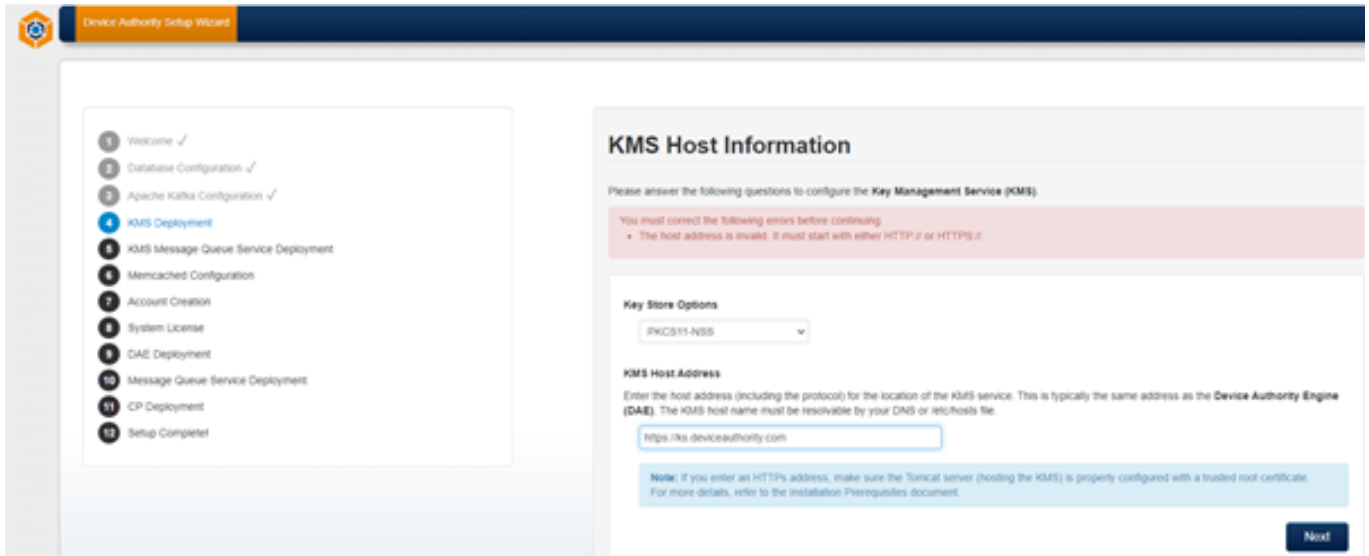 Device Authority Setup Wizard
1 Welcome ✓
2 Database Configuration ✓
3 Apache Kafka Configuration ✓
4 KMS Deployment
5 KMS Message Queue Service Deployment
6 Memcached Configuration
7 Account Creation
8 System License
9 DAE Deployment
10 Message Queue Service Deployment
11 CP Deployment
12 Setup Complete!
KMS Host Information
Please answer the following questions to configure the Key Management Service (KMS).
You must correct the following errors before continuing.
• The host address is invalid. It must start with either HTTP:// or HTTPS://.
Key Store Options
PKCS11-NSS
KMS Host Address
Enter the host address (including the protocol) for the location of the KMS service. This is typically the same address as the Device Authority Engine
(DAE). The KMS host name must be resolvable by your DNS or /etc/hosts file.
https://ks.deviceauthority.com
Note: If you enter an HTTPs address, make sure the Tomcat server (hosting the KMS) is properly configured with a trusted root certificate.
For more details, refer to the Installation Prerequisites document.
Next